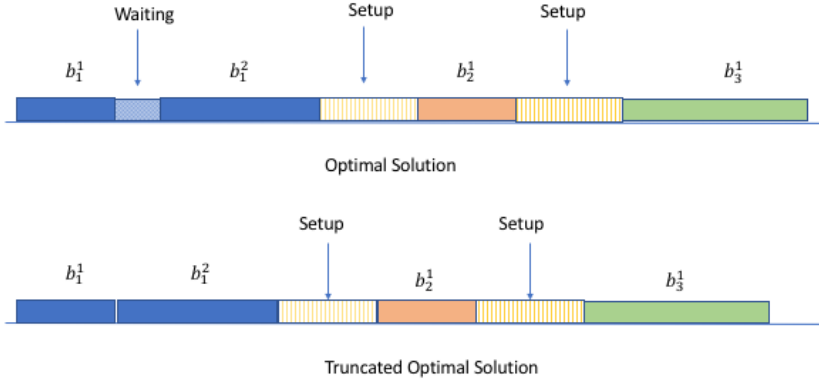 Waiting Setup Setup
b₁¹ b₁² b₂¹ b₃¹
Optimal Solution
Setup Setup
b₁¹ b₁² b₂¹ b₃¹
Truncated Optimal Solution